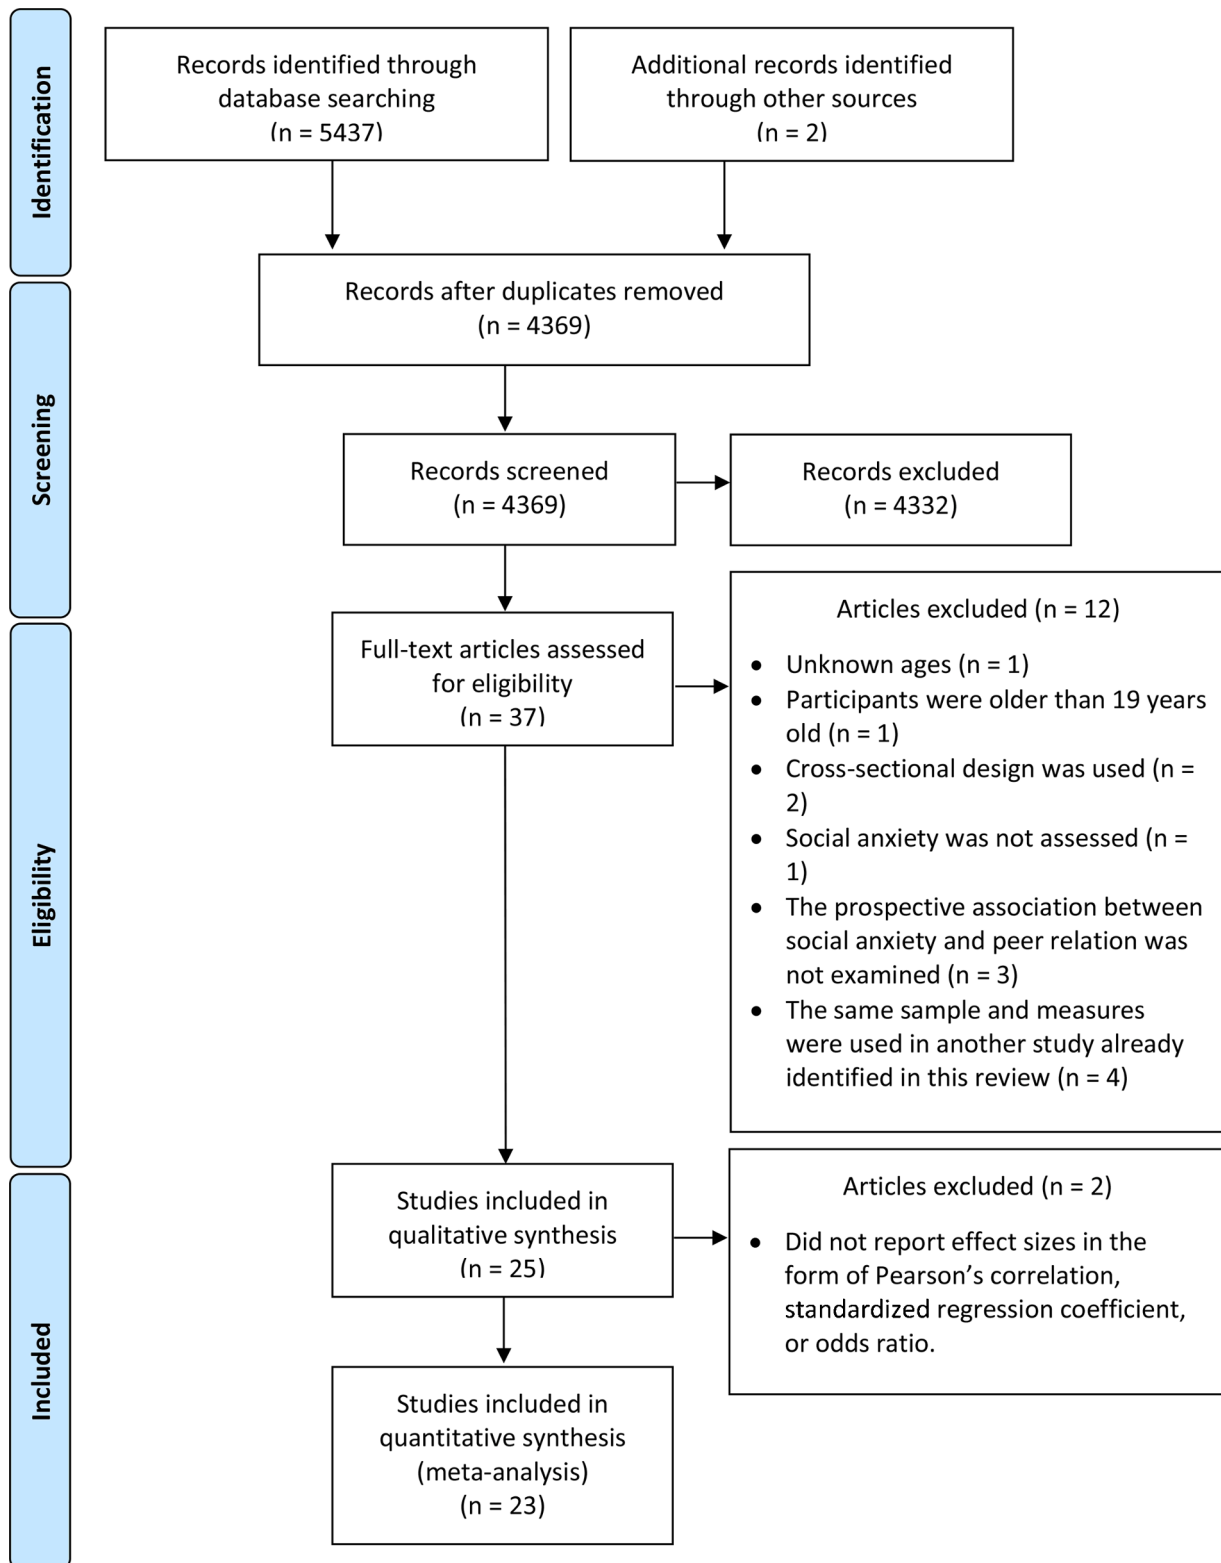 Identification
Records identified through
database searching
(n = 5437)
Additional records identified
through other sources
(n = 2)
Records after duplicates removed
(n = 4369)
Screening
Records screened
(n = 4369)
Records excluded
(n = 4332)
Eligibility
Full-text articles assessed
for eligibility
(n = 37)
Articles excluded (n = 12)
• Unknown ages (n = 1)
• Participants were older than 19 years
old (n = 1)
• Cross-sectional design was used (n =
2)
• Social anxiety was not assessed (n =
1)
• The prospective association between
social anxiety and peer relation was
not examined (n = 3)
• The same sample and measures
were used in another study already
identified in this review (n = 4)
Included
Studies included in
qualitative synthesis
(n = 25)
Articles excluded (n = 2)
• Did not report effect sizes in the
form of Pearson’s correlation,
standardized regression coefficient,
or odds ratio.
Studies included in
quantitative synthesis
(meta-analysis)
(n = 23)